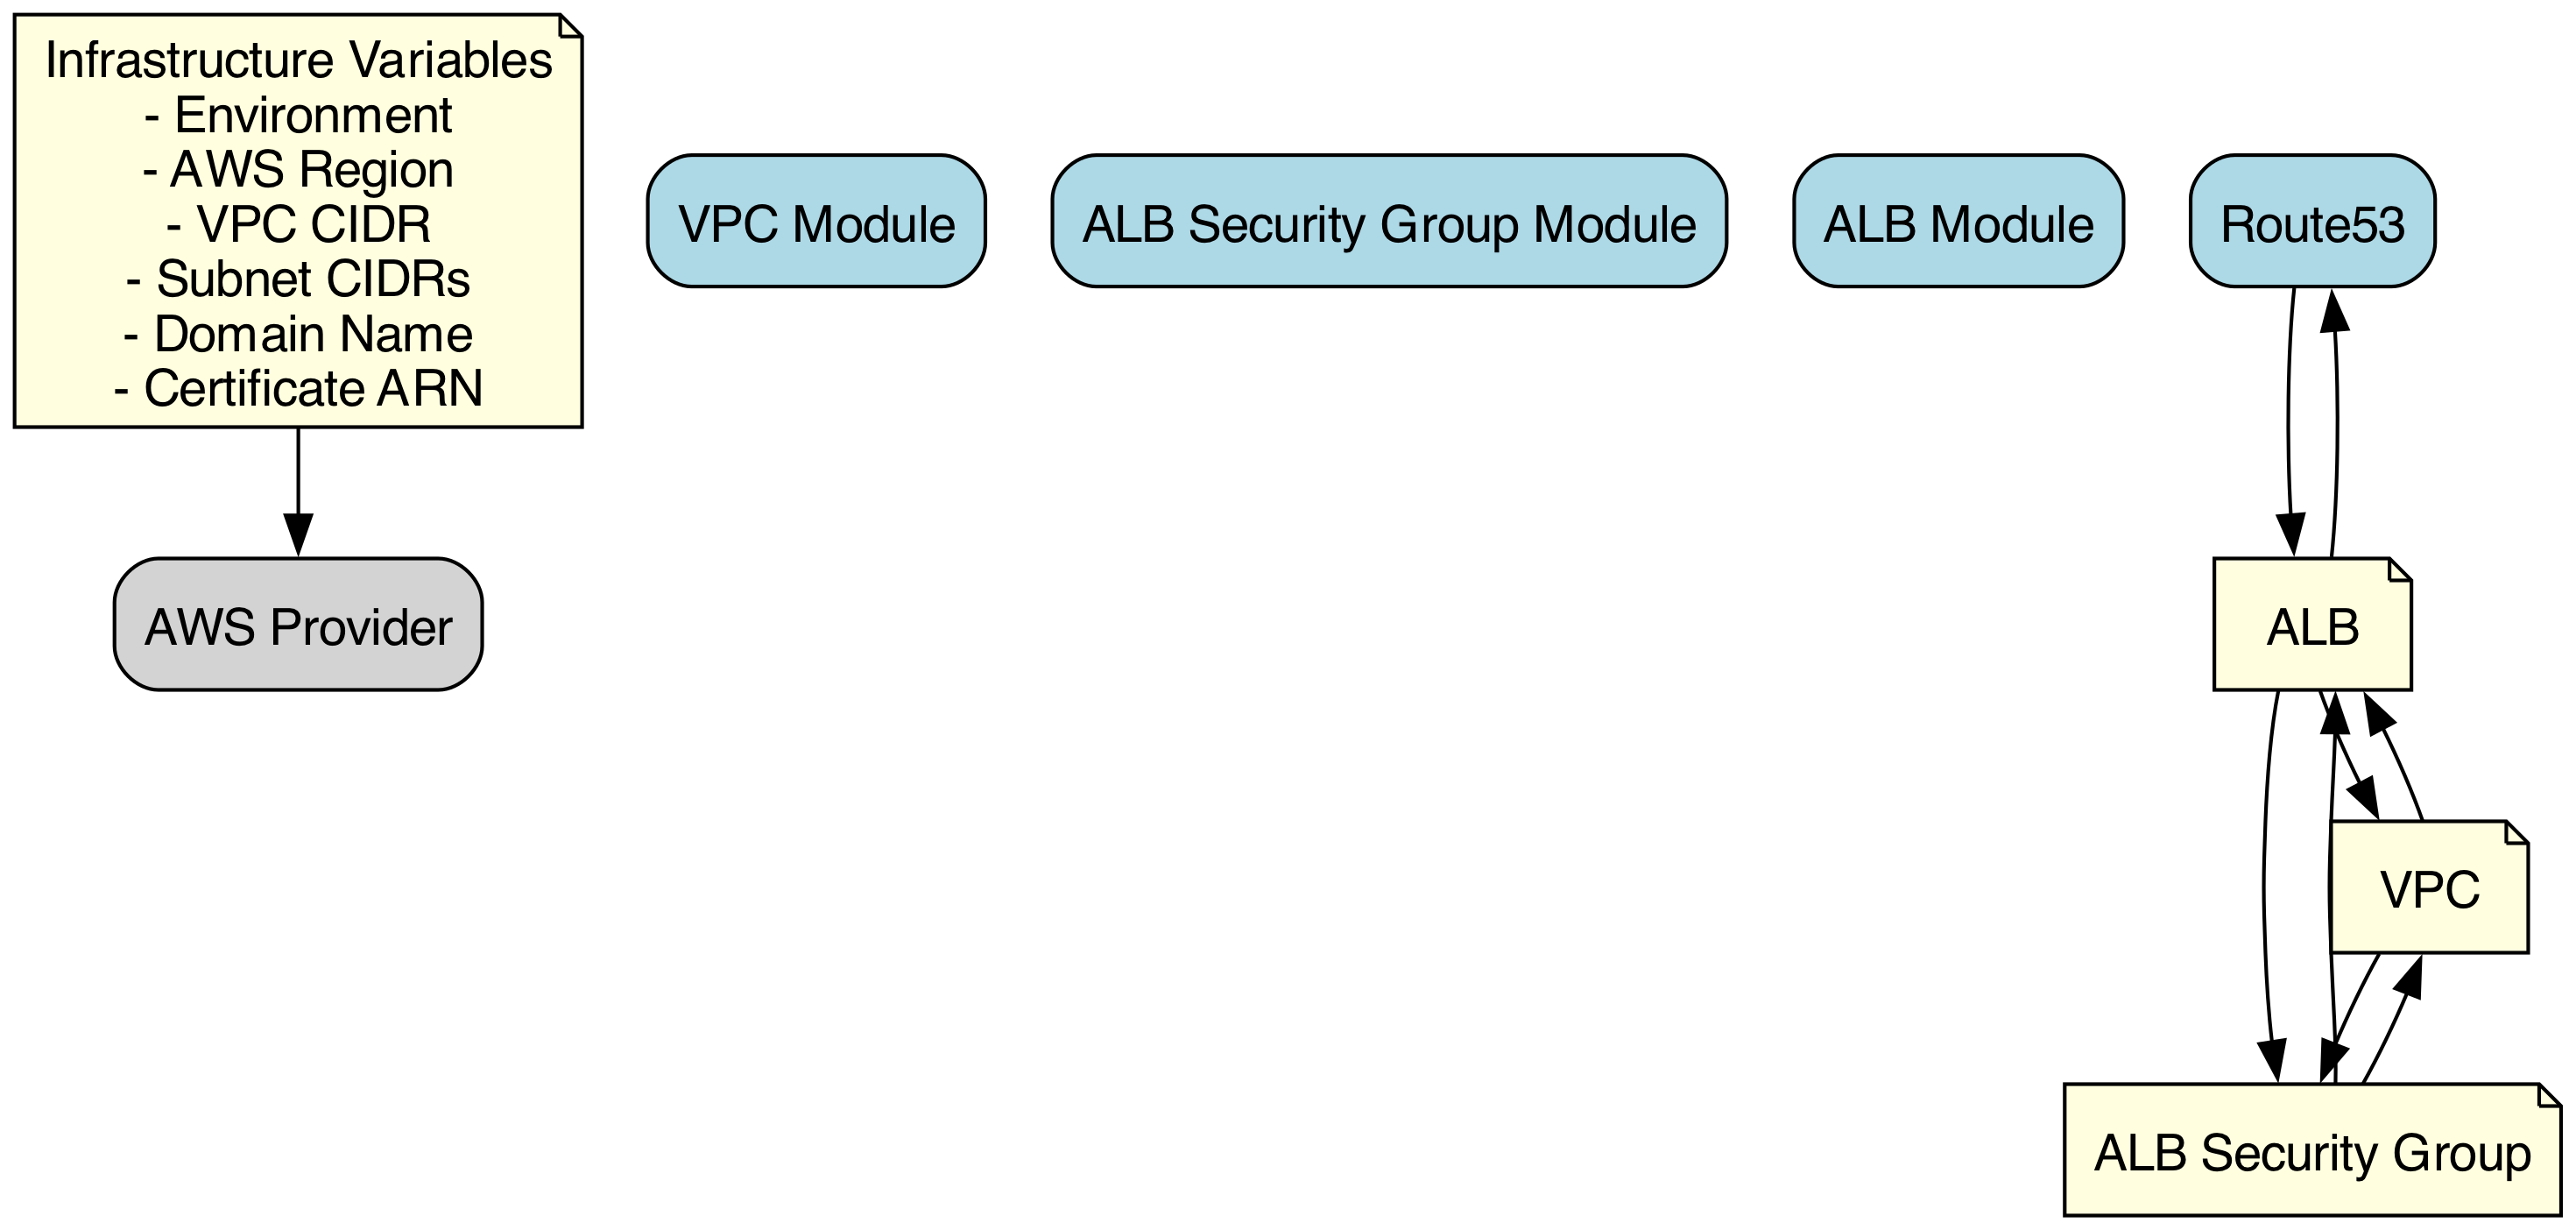 Infrastructure Variables
- Environment
- AWS Region
- VPC CIDR
- Subnet CIDRs
- Domain Name
- Certificate ARN
VPC Module
ALB Security Group Module
ALB Module
Route53
AWS Provider
ALB
VPC
ALB Security Group